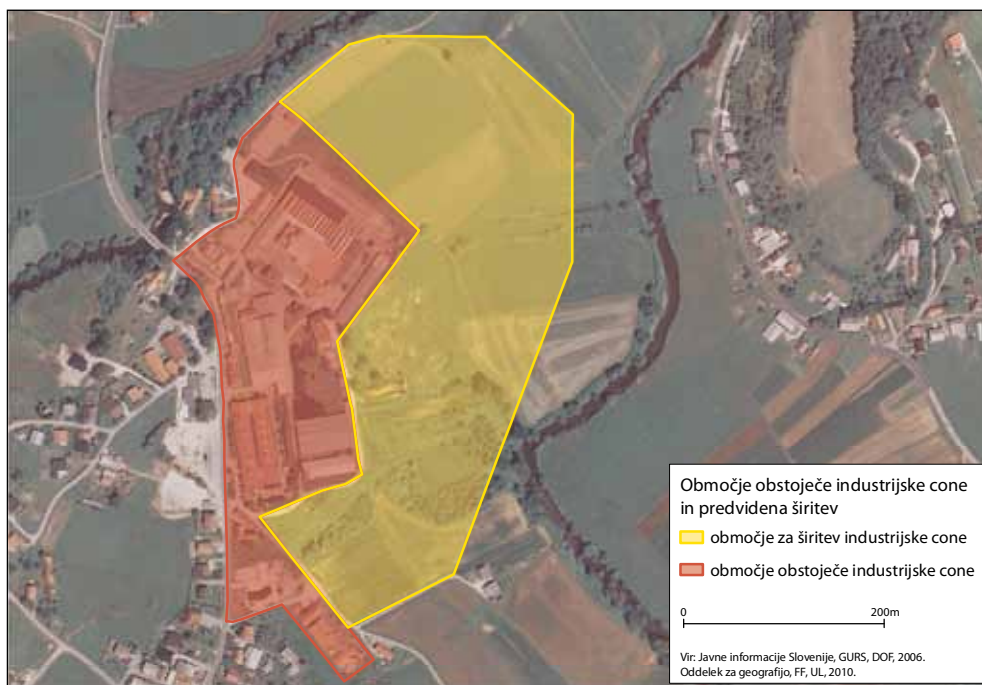 Območje obstoječe industrijske cone
in predvidena širitev
območje za širitev industrijske cone
območje obstoječe industrijske cone
0 200m
Vir: Javne informacije Slovenije, GURS, DOF, 2006.
Oddelek za geografijo, FF, UL, 2010.